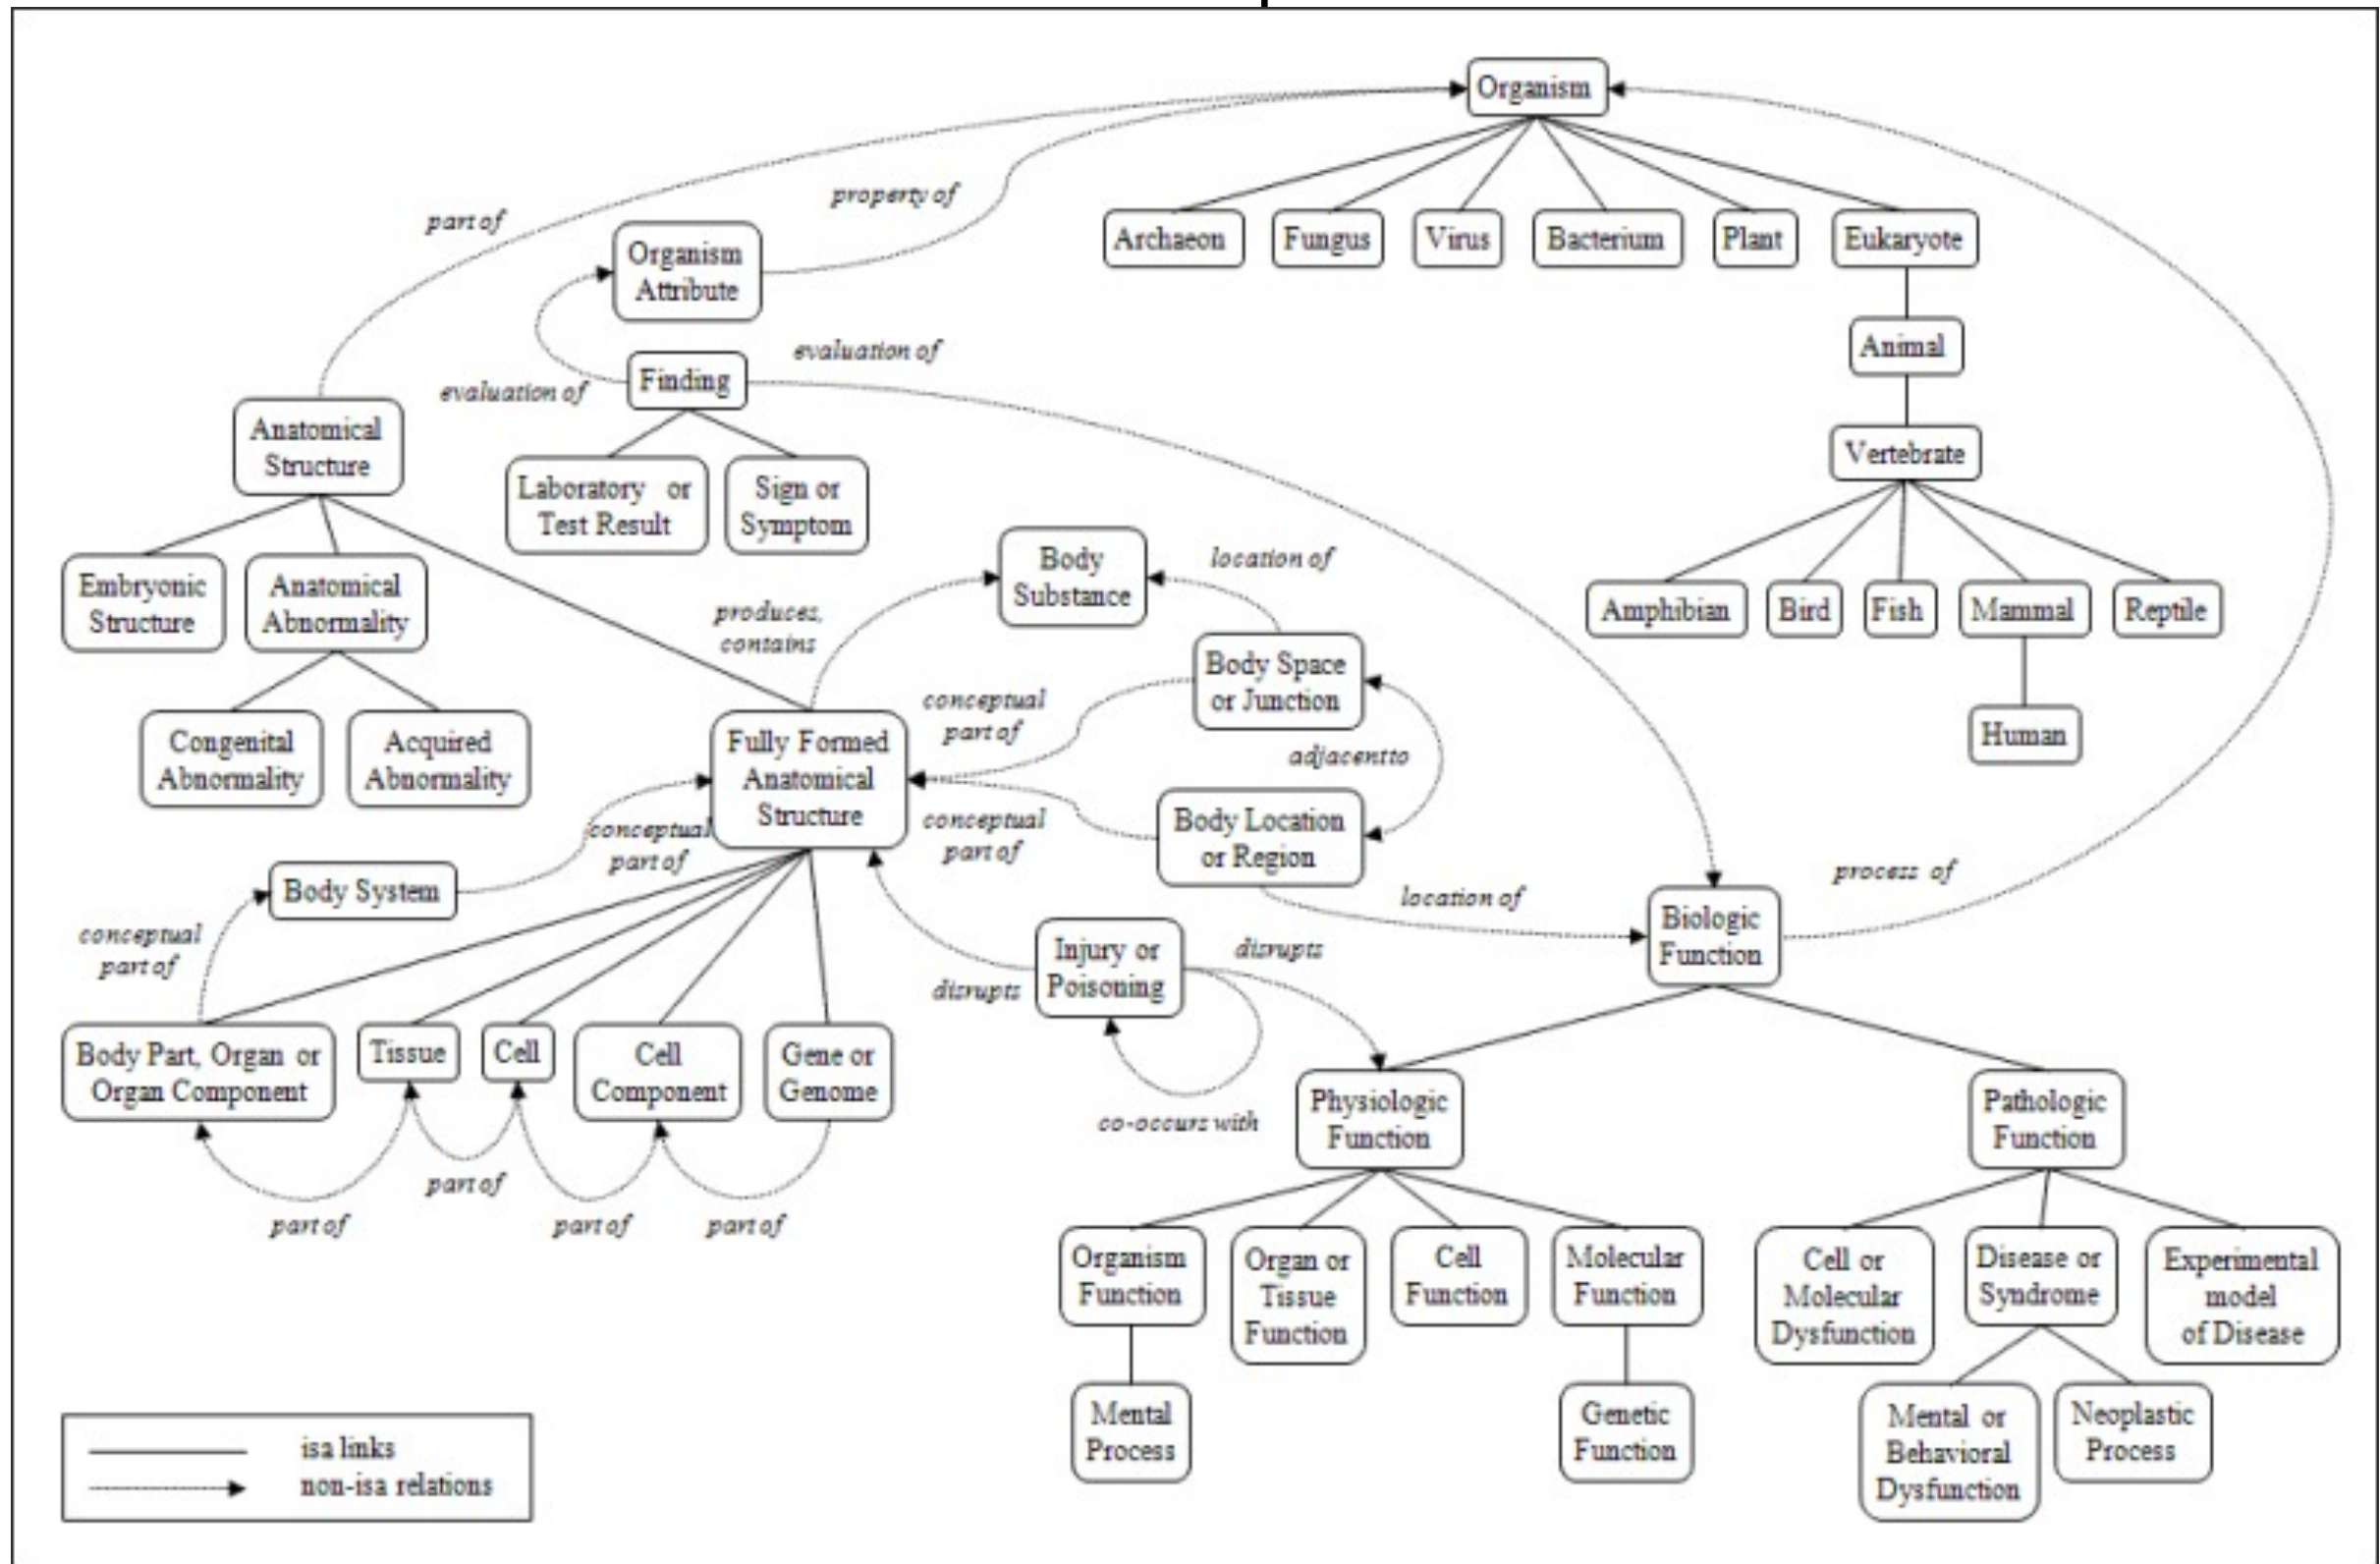 Organism
part of
property of
Organism
Attribute
Archaeon
Fungus
Virus
Bacterium
Plant
Eukaryote
evaluation of
evaluation of
Finding
Animal
Anatomical
Structure
Laboratory or
Test Result
Sign or
Symptom
Vertebrate
Embryonic
Structure
Anatomical
Abnormality
Body
Substance
location of
Amphibian
Bird
Fish
Mammal
Reptile
produces,
contains
Body Space
or Junction
Human
Congenital
Abnormality
Acquired
Abnormality
Fully Formed
Anatomical
Structure
conceptual
part of
adjacent to
conceptual
part of
conceptual
part of
Body Location
or Region
Body System
location of
process of
Biologic
Function
conceptual
part of
Injury or
Poisoning
disrupts
disrupts
Body Part, Organ or
Organ Component
Tissue
Cell
Cell
Component
Gene or
Genome
co-occurs with
Physiologic
Function
Pathologic
Function
part of
part of
part of
part of
Organism
Function
Organ or
Tissue
Function
Cell
Function
Molecular
Function
Cell or
Molecular
Dysfunction
Disease or
Syndrome
Experimental
model
of Disease
Mental
Process
Genetic
Function
Mental or
Behavioral
Dysfunction
Neoplastic
Process
isa links
non-isa relations